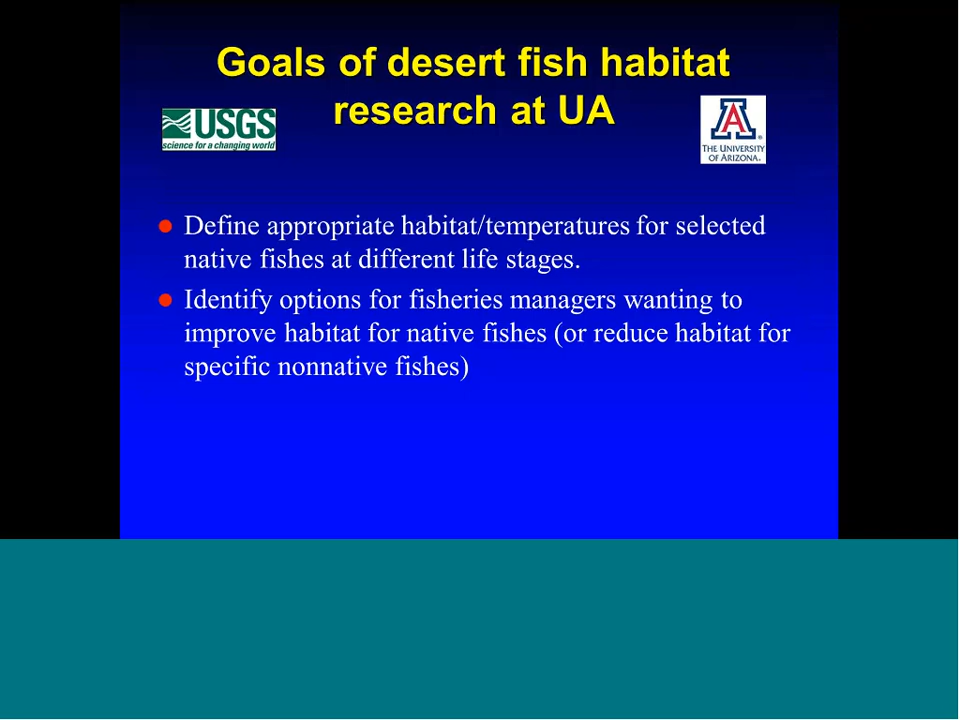 Goals of desert fish habitat
research at UA
USGS
science for a changing world
A
THE UNIVERSITY
OF ARIZONA®
Define appropriate habitat/temperatures for selected
native fishes at different life stages.
Identify options for fisheries managers wanting to
improve habitat for native fishes (or reduce habitat for
specific nonnative fishes)